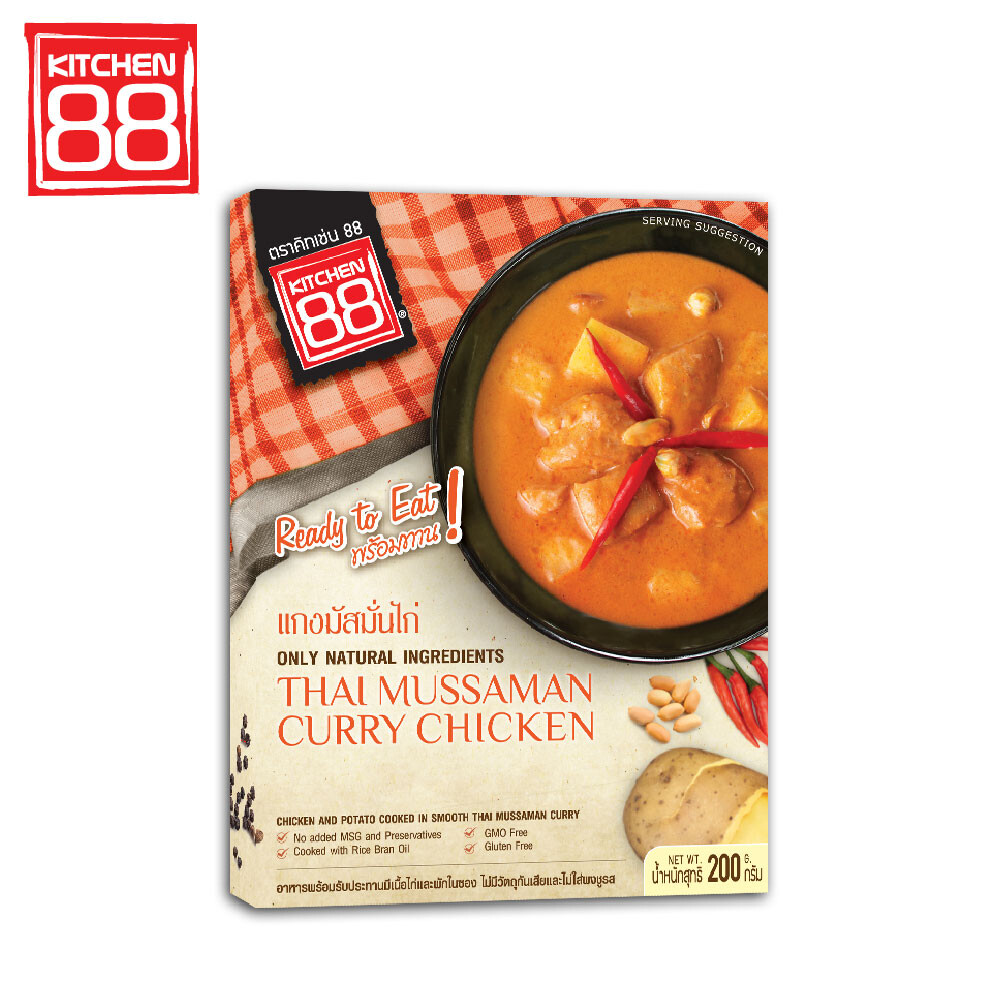 KITCHEN
88
ตราคิทเช่น 88
KITCHEN
88®
SERVING SUGGESTION
Ready to Eat!
พร้อมทาน
แกงมัสมั่นไก่
ONLY NATURAL INGREDIENTS
THAI MUSSAMAN
CURRY CHICKEN
CHICKEN AND POTATO COOKED IN SMOOTH THAI MUSSAMAN CURRY
No added MSG and Preservatives
GMO Free
Cooked with Rice Bran Oil
Gluten Free
NET WT. 200 G.
น้ำหนักสุทธิ กรัม
อาหารพร้อมรับประทานมีเนื้อไก่และผักในซอง ไม่มีวัตถุกันเสียและไม่ใส่ผงชูรส